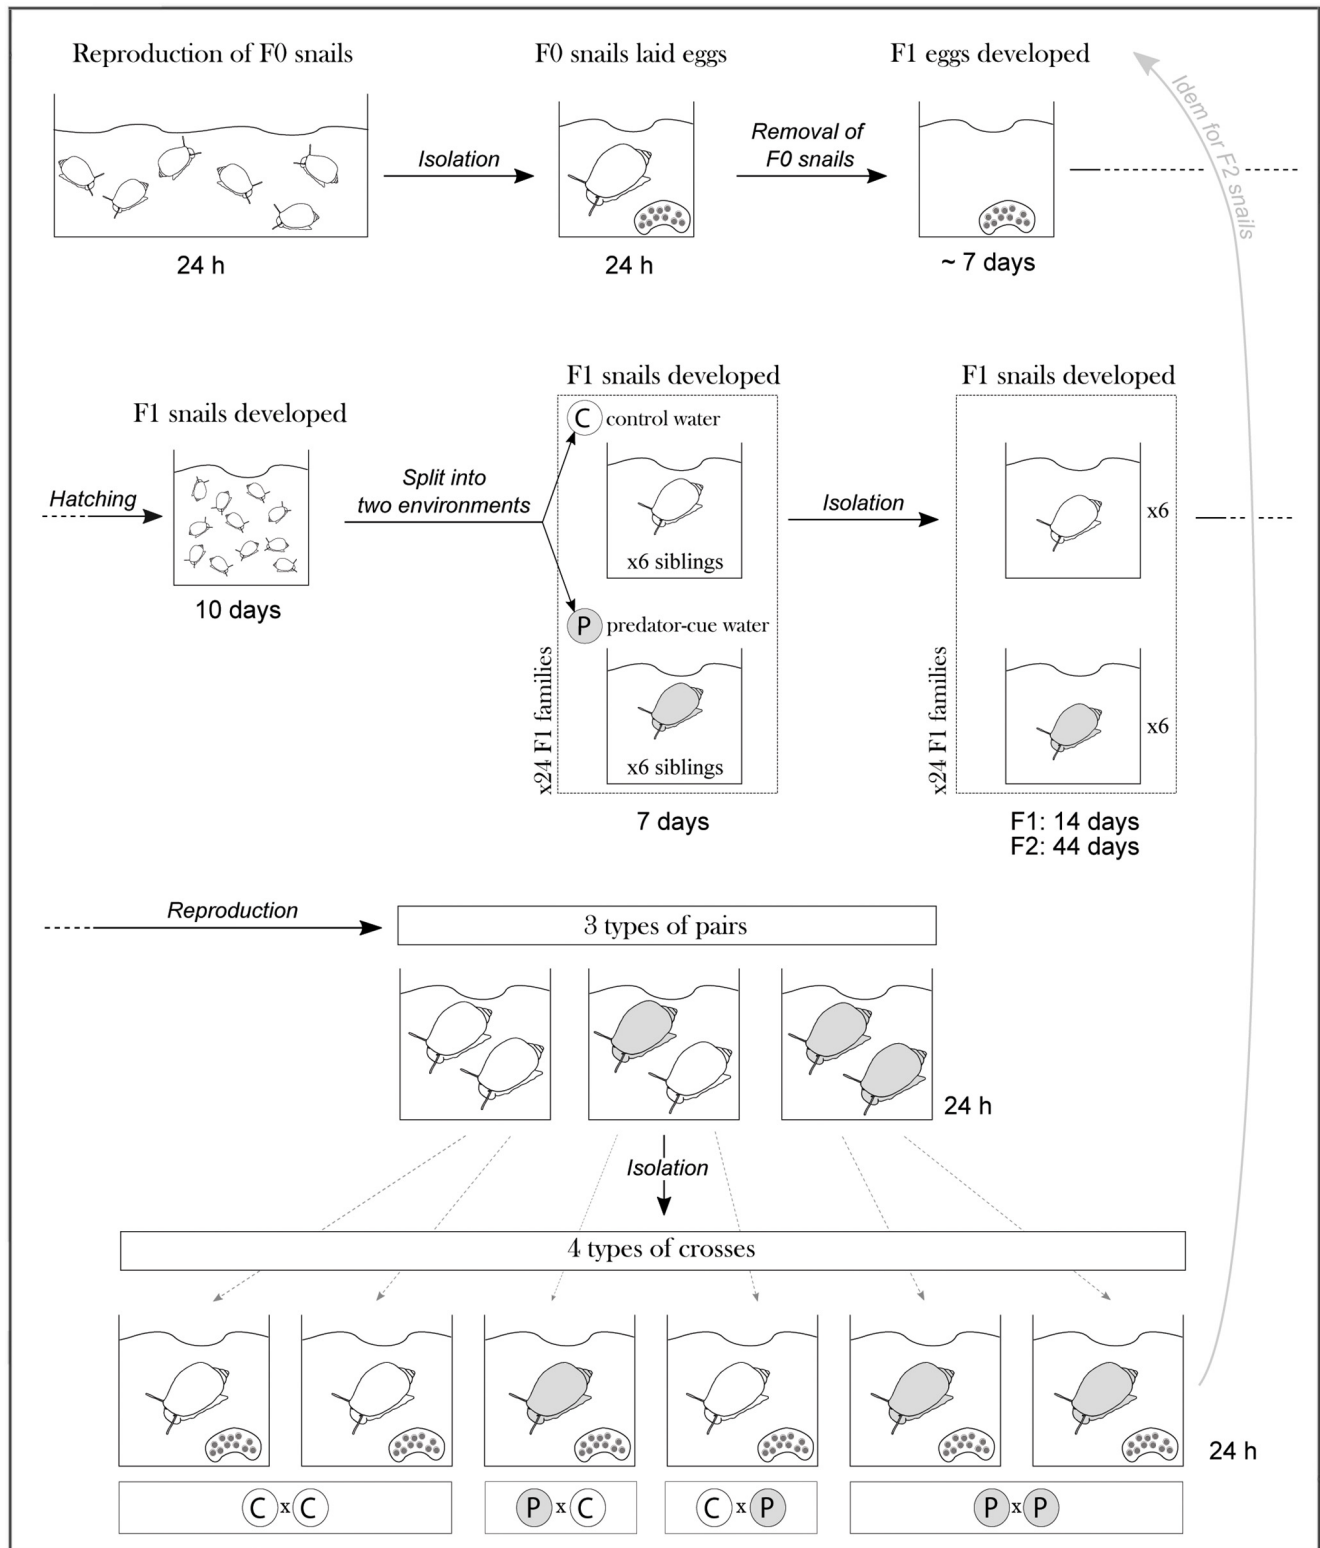 Reproduction of F0 snails
F0 snails laid eggs
F1 eggs developed
Idem for F2 snails
Isolation
Removal of
F0 snails
24 h
24 h
~ 7 days
F1 snails developed
F1 snails developed
F1 snails developed
C control water
Hatching
Split into
two environments
Isolation
x6
x6 siblings
10 days
P predator-cue water
x24 F1 families
x24 F1 families
x6
x6 siblings
7 days
F1: 14 days
F2: 44 days
Reproduction
3 types of pairs
24 h
Isolation
4 types of crosses
24 h
C x C
P x C
C x P
P x P